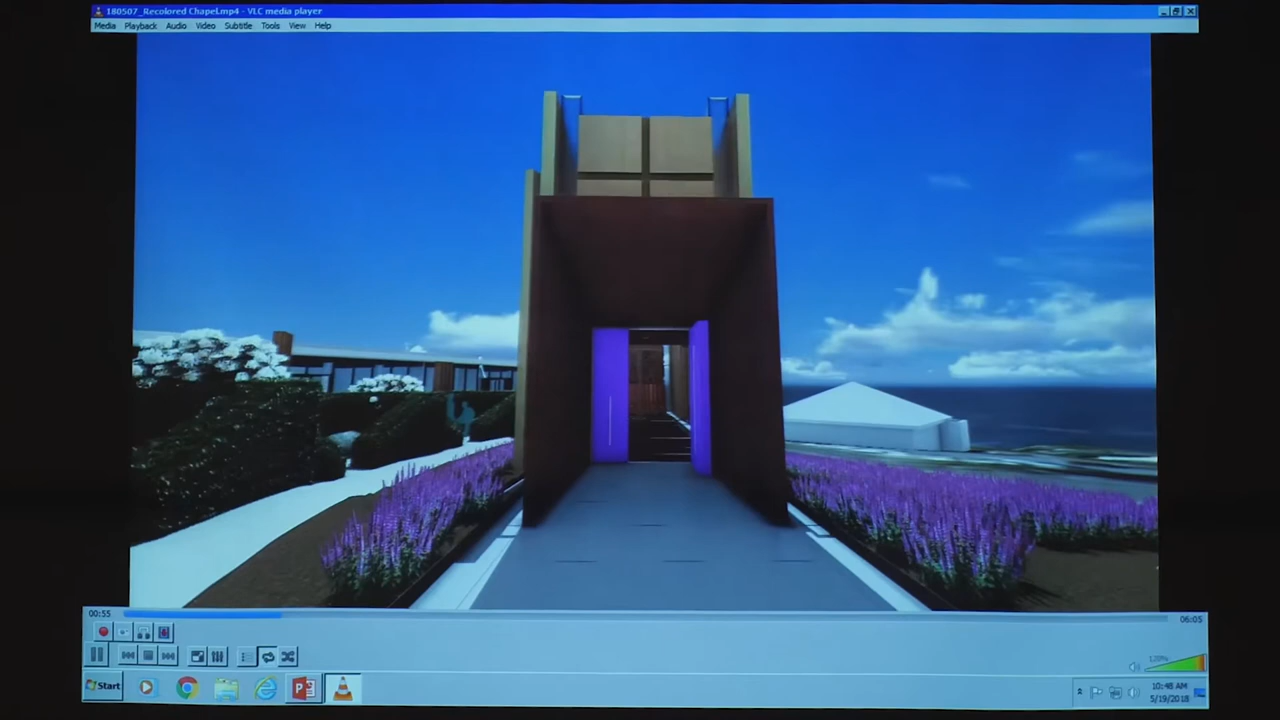 180507_Recolored Chapel.mp4 - VLC media player
Media Playback Audio Video Subtitle Tools View Help
00:55
06:05
120%
Start
10:48 AM
5/19/2018